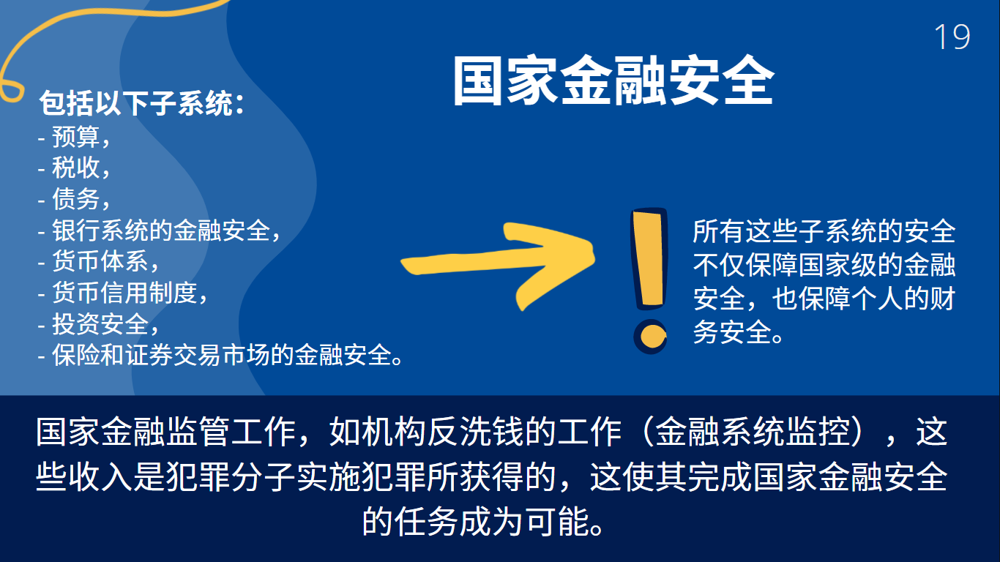 19
国家金融安全
包括以下子系统：
- 预算，
- 税收，
- 债务，
- 银行系统的金融安全，
- 货币体系，
- 货币信用制度，
- 投资安全，
- 保险和证券交易市场的金融安全。
所有这些子系统的安全
不仅保障国家级的金融
安全，也保障个人的财
务安全。
国家金融监管工作，如机构反洗钱的工作（金融系统监控），这
些收入是犯罪分子实施犯罪所获得的，这使其完成国家金融安全
的任务成为可能。